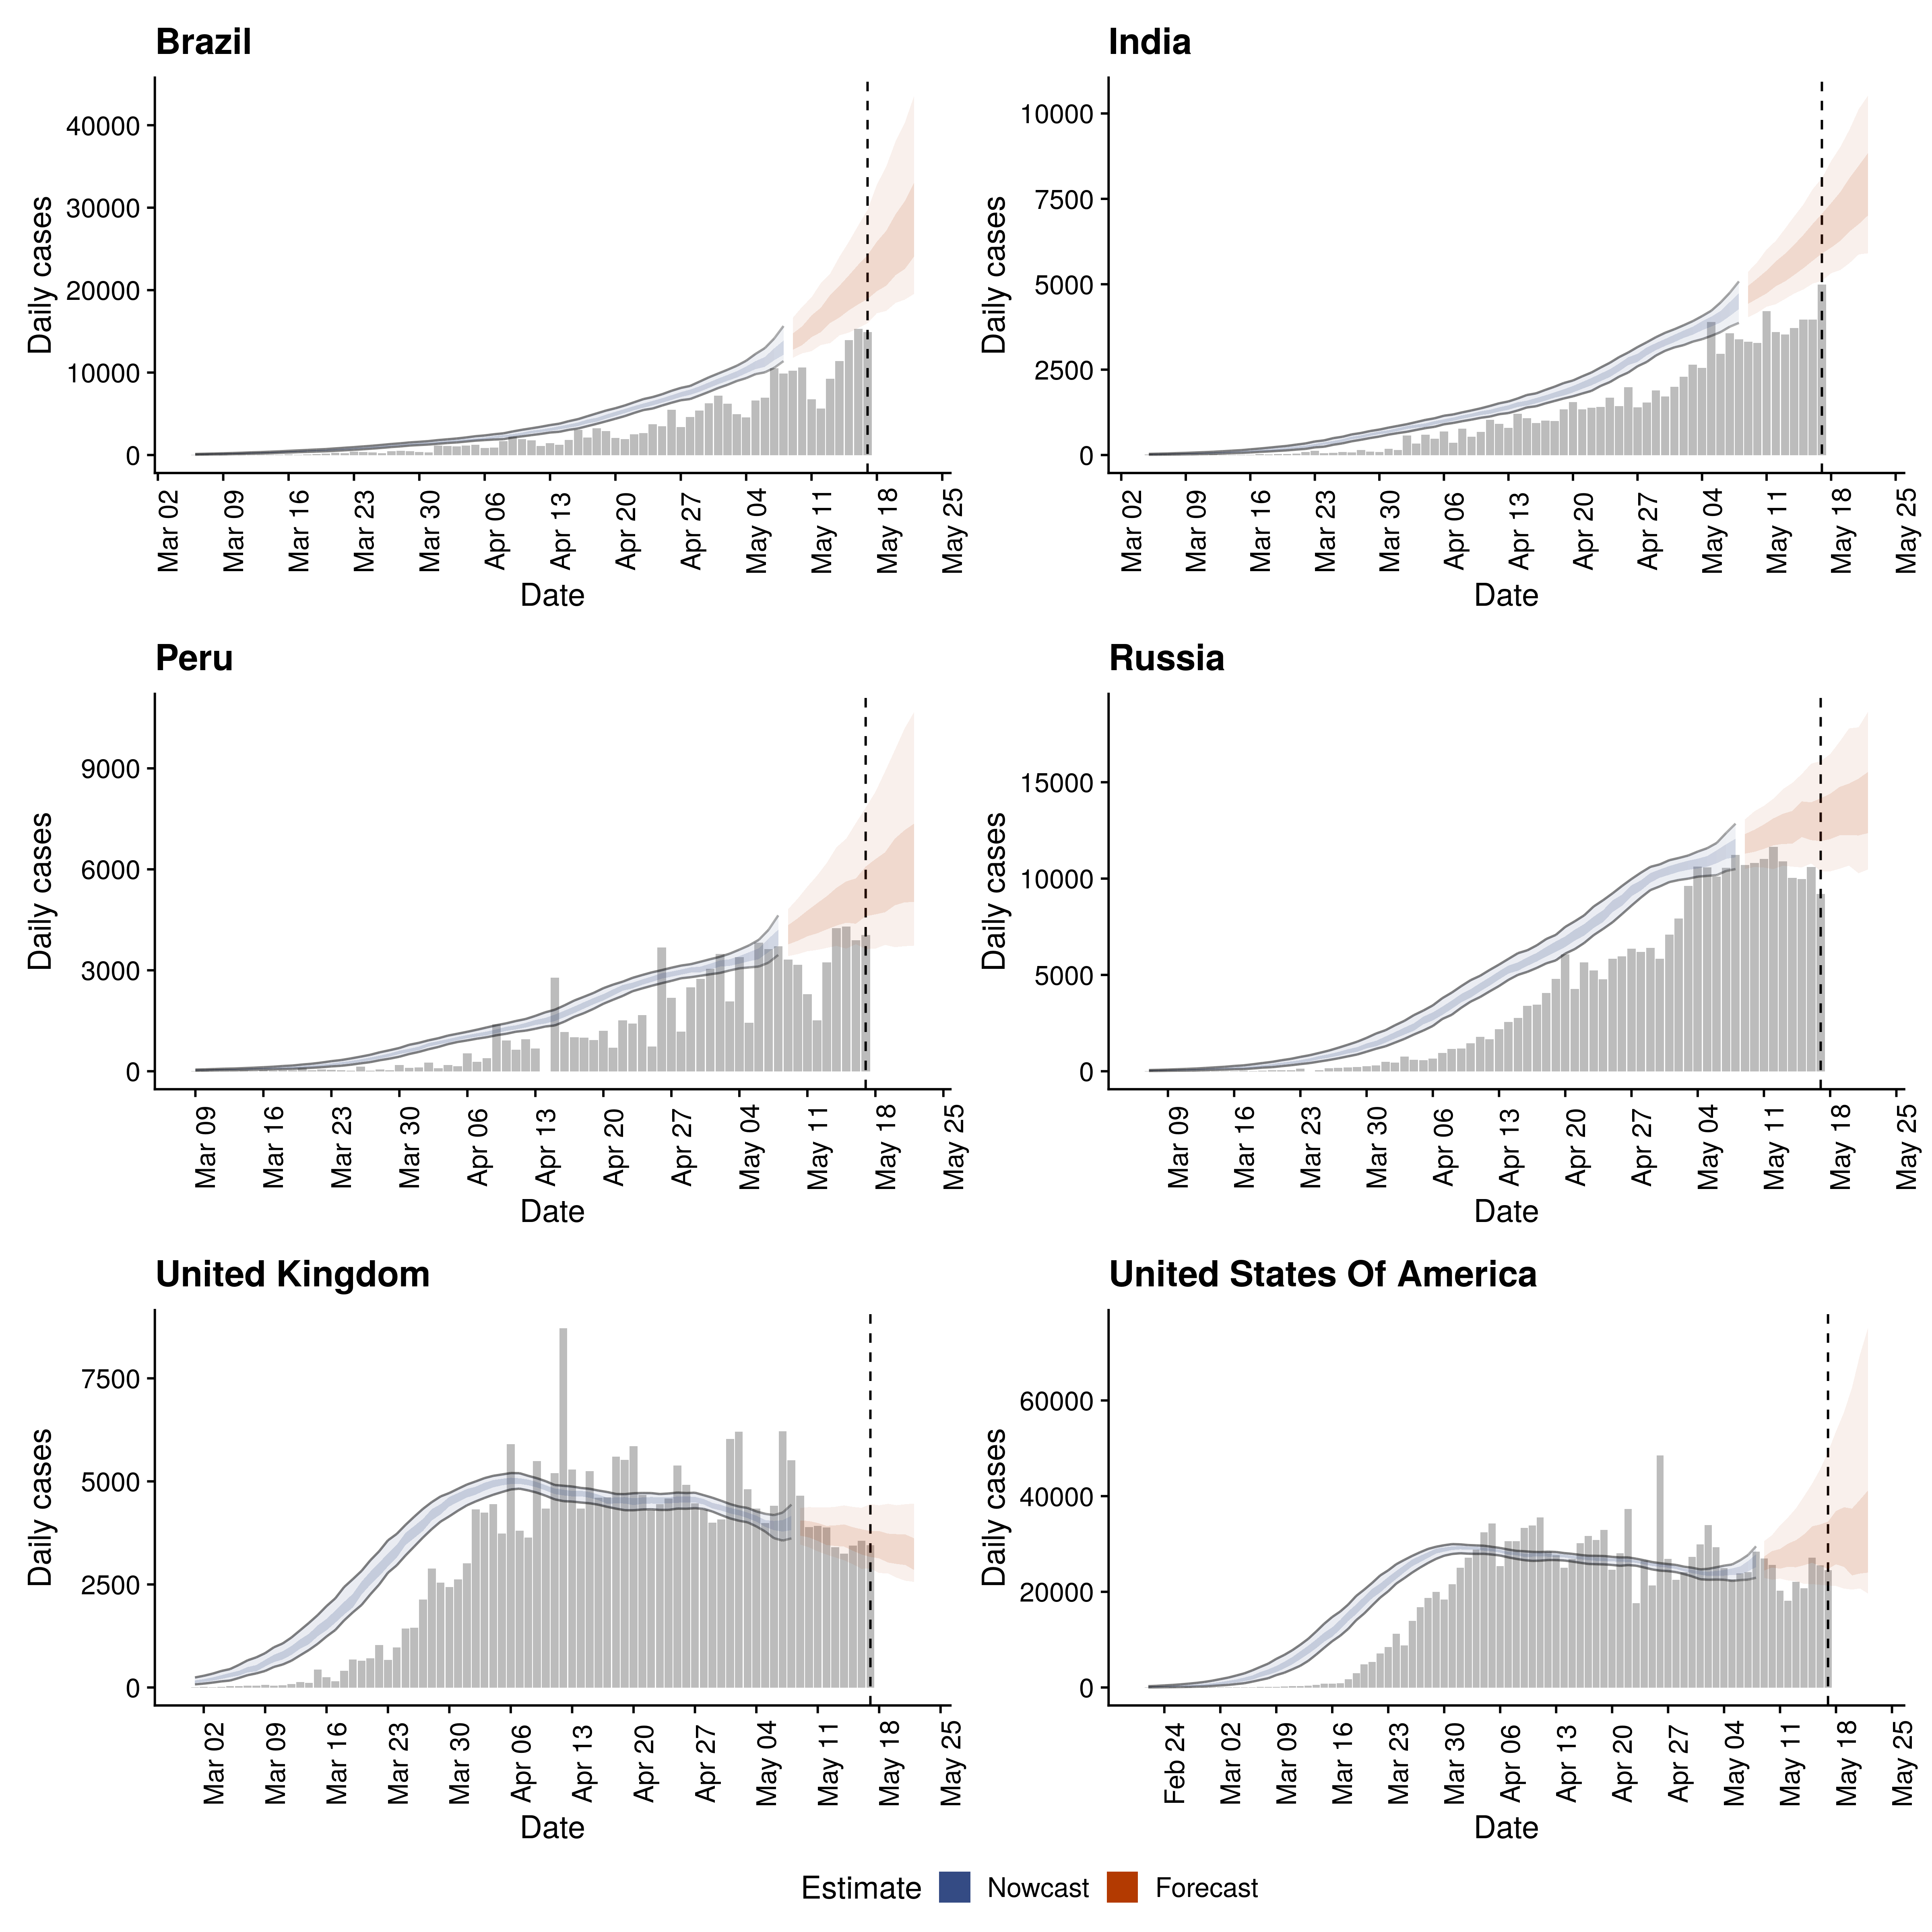 Brazil
Daily cases
40000
30000
20000
10000
0
Mar 02 Mar 09 Mar 16 Mar 23 Mar 30 Apr 06 Apr 13 Apr 20 Apr 27 May 04 May 11 May 18 May 25
Date
India
Daily cases
10000
7500
5000
2500
0
Mar 02 Mar 09 Mar 16 Mar 23 Mar 30 Apr 06 Apr 13 Apr 20 Apr 27 May 04 May 11 May 18 May 25
Date
Peru
Daily cases
9000
6000
3000
0
Mar 09 Mar 16 Mar 23 Mar 30 Apr 06 Apr 13 Apr 20 Apr 27 May 04 May 11 May 18 May 25
Date
Russia
Daily cases
15000
10000
5000
0
Mar 09 Mar 16 Mar 23 Mar 30 Apr 06 Apr 13 Apr 20 Apr 27 May 04 May 11 May 18 May 25
Date
United Kingdom
Daily cases
7500
5000
2500
0
Mar 02 Mar 09 Mar 16 Mar 23 Mar 30 Apr 06 Apr 13 Apr 20 Apr 27 May 04 May 11 May 18 May 25
Date
United States Of America
Daily cases
60000
40000
20000
0
Feb 24 Mar 02 Mar 09 Mar 16 Mar 23 Mar 30 Apr 06 Apr 13 Apr 20 Apr 27 May 04 May 11 May 18 May 25
Date
Estimate Nowcast Forecast